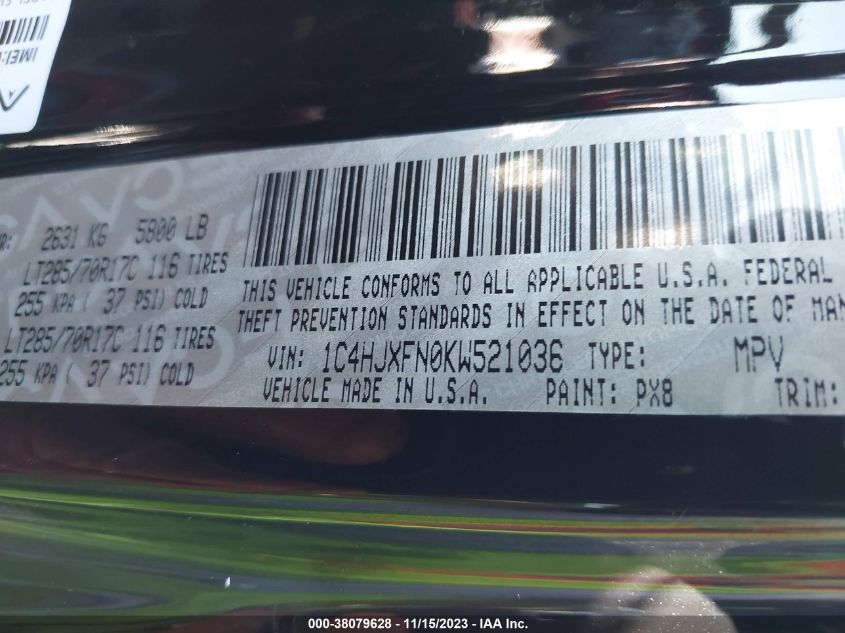 IMEI:
R: 2631 KG 5800 LB
LT285/70R17C 116 TIRES
255 KPA ( 37 PSI) COLD
LT285/70R17C 116 TIRES
255 KPA ( 37 PSI) COLD
THIS VEHICLE CONFORMS TO ALL APPLICABLE U.S.A. FEDERAL
THEFT PREVENTION STANDARDS IN EFFECT ON THE DATE OF MAN
VIN: 1C4HJXFN0KW521036 TYPE: MPV
VEHICLE MADE IN U.S.A. PAINT: PX8 TRIM:
000-38079628 - 11/15/2023 - IAA Inc.